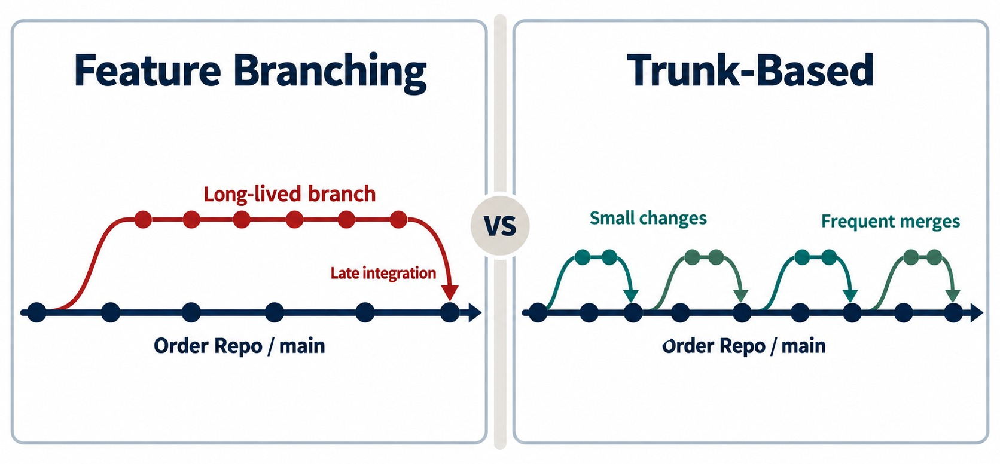 Feature Branching
Long-lived branch
Late integration
Order Repo / main
VS
Trunk-Based
Small changes
Frequent merges
Order Repo / main